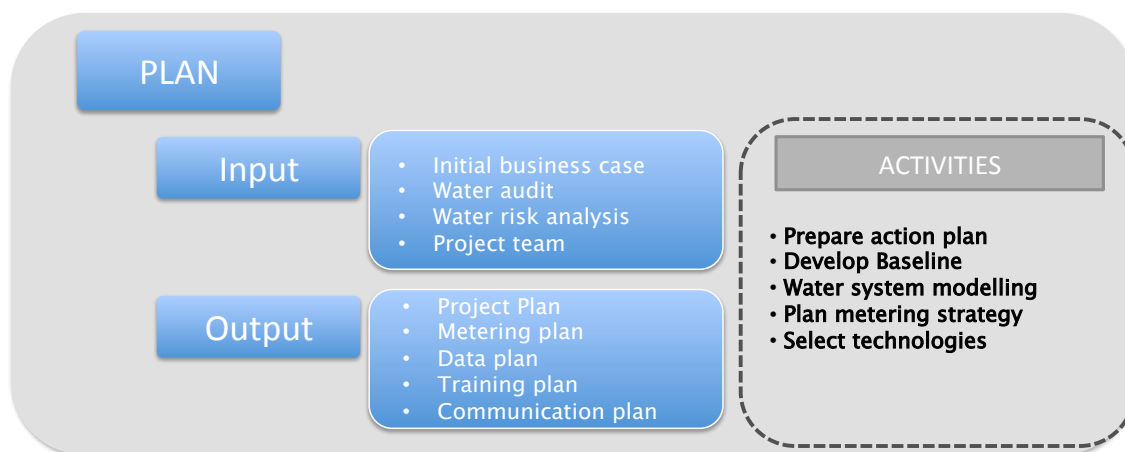 PLAN
Input
• Initial business case
• Water audit
• Water risk analysis
• Project team
Output
• Project Plan
• Metering plan
• Data plan
• Training plan
• Communication plan
ACTIVITIES
• Prepare action plan
• Develop Baseline
• Water system modelling
• Plan metering strategy
• Select technologies